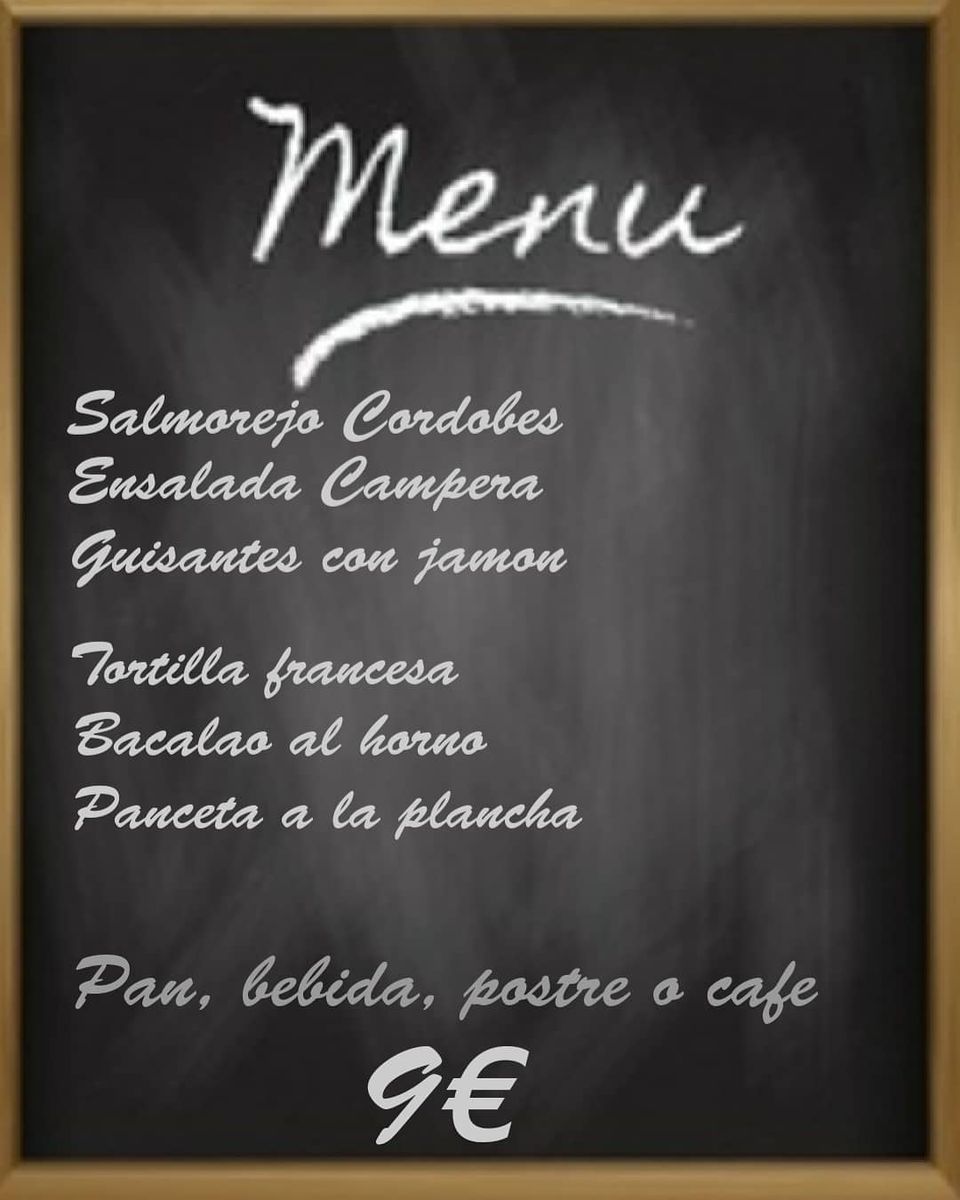 Menu
Salmorejo Cordobes
Ensalada Campera
Guisantes con jamon
Tortilla francesa
Bacalao al horno
Panceta a la plancha
Pan, bebida, postre o cafe
9€